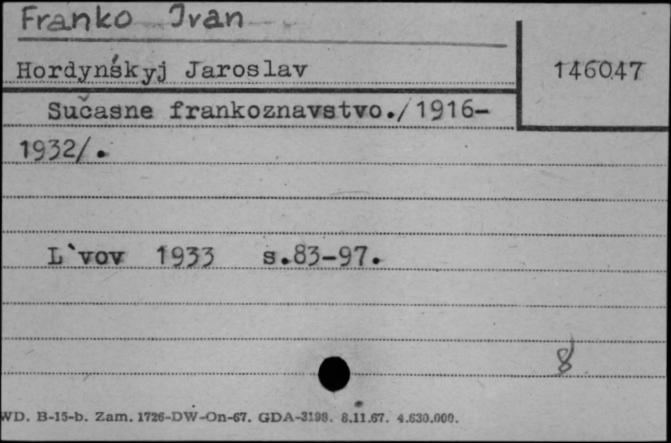 Franko Ivan
Hordynśkyj Jaroslav
146047
Sučasne frankoznavstvo./1916-
1932/.
L`vov 1933 s.83-97.
8
WD. B-15-b. Zam. 1726-DW-On-67. GDA-3198. 8.11.67. 4.630.000.